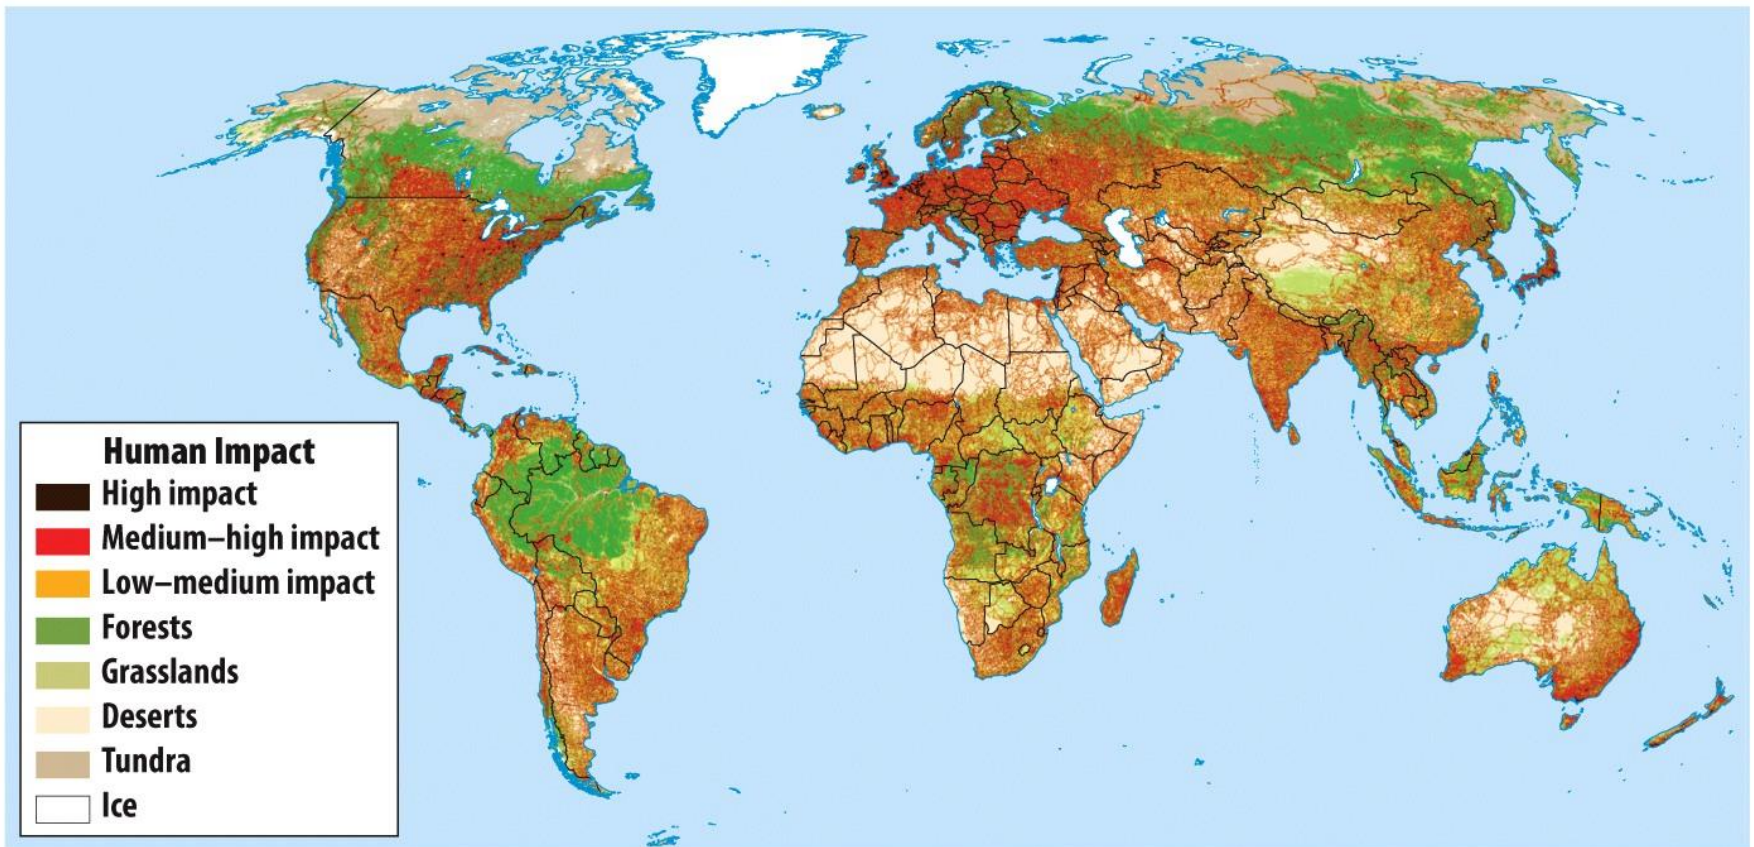 Human Impact
High impact
Medium–high impact
Low–medium impact
Forests
Grasslands
Deserts
Tundra
Ice